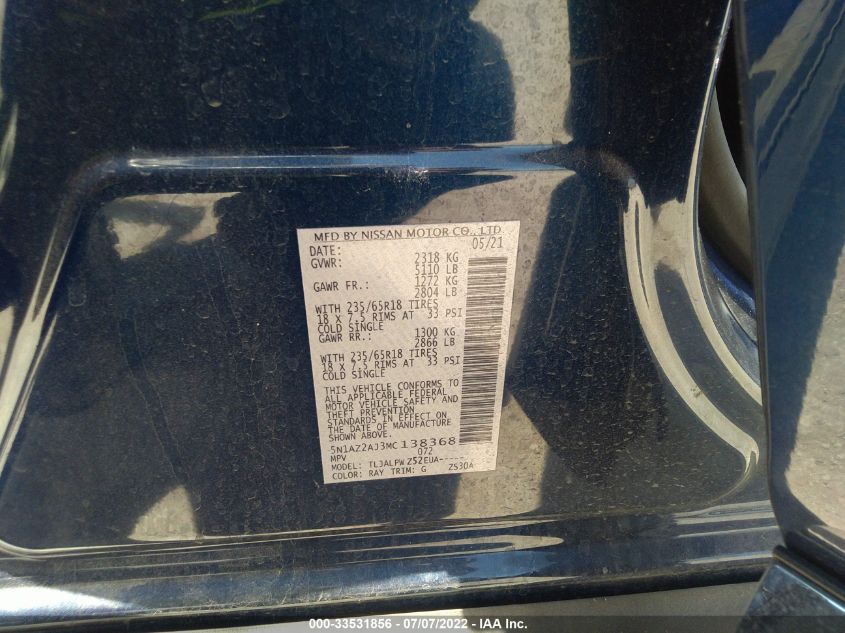 MFD BY NISSAN MOTOR CO., LTD
DATE: 05/21
GVWR: 2318 KG
5110 LB
GAWR FR.: 1272 KG
2804 LB
WITH 235/65R18 TIRES
18 X 7.5 RIMS AT 33 PSI
COLD SINGLE
GAWR RR.: 1300 KG
2866 LB
WITH 235/65R18 TIRES
18 X 7.5 RIMS AT 33 PSI
COLD SINGLE
THIS VEHICLE CONFORMS TO
ALL APPLICABLE FEDERAL
MOTOR VEHICLE SAFETY AND
THEFT PREVENTION
STANDARDS IN EFFECT ON
THE DATE OF MANUFACTURE
SHOWN ABOVE.
5N1AZ2AJ3MC138368
MPV 072
MODEL: TL3ALFW Z52EUA-----
COLOR: RAY TRIM: G ZS30A
000-33531856 - 07/07/2022 - IAA Inc.